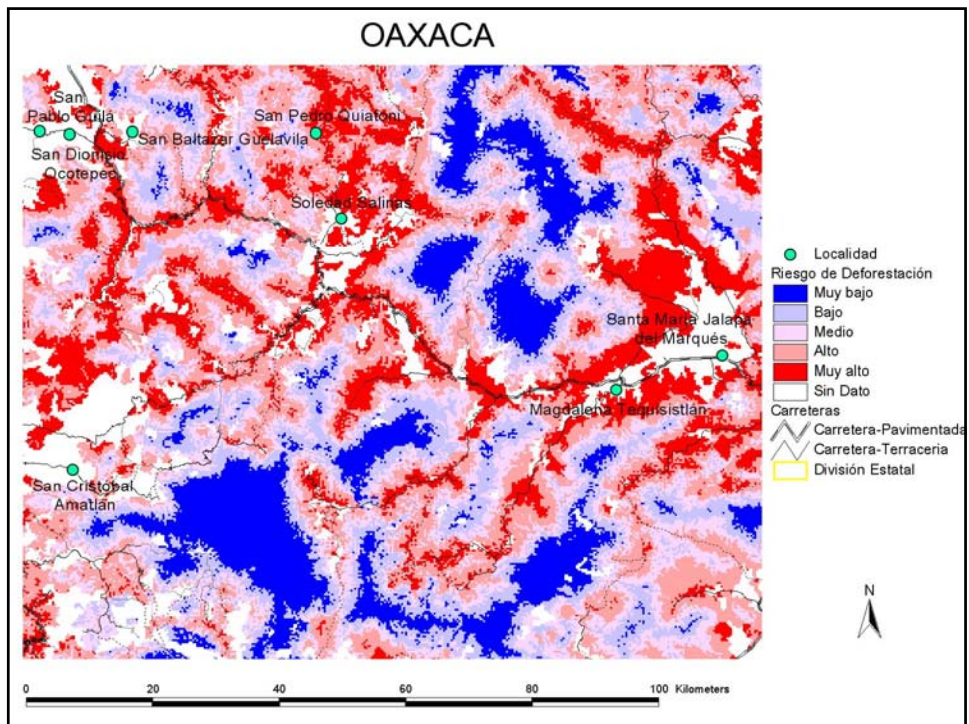 OAXACA
San
Pablo Guilá
San Dionisio
Ocotepec
San Baltazar Guelavila
San Pedro Quiatoni
Soledad Salinas
Santa María Jalapa
del Marqués
Magdalena Tequisistlán
San Cristobal
Amatlán
Localidad
Riesgo de Deforestación
Muy bajo
Bajo
Medio
Alto
Muy alto
Sin Dato
Carreteras
Carretera-Pavimentada
Carretera-Terraceria
División Estatal
N
0 20 40 60 80 100 Kilometers